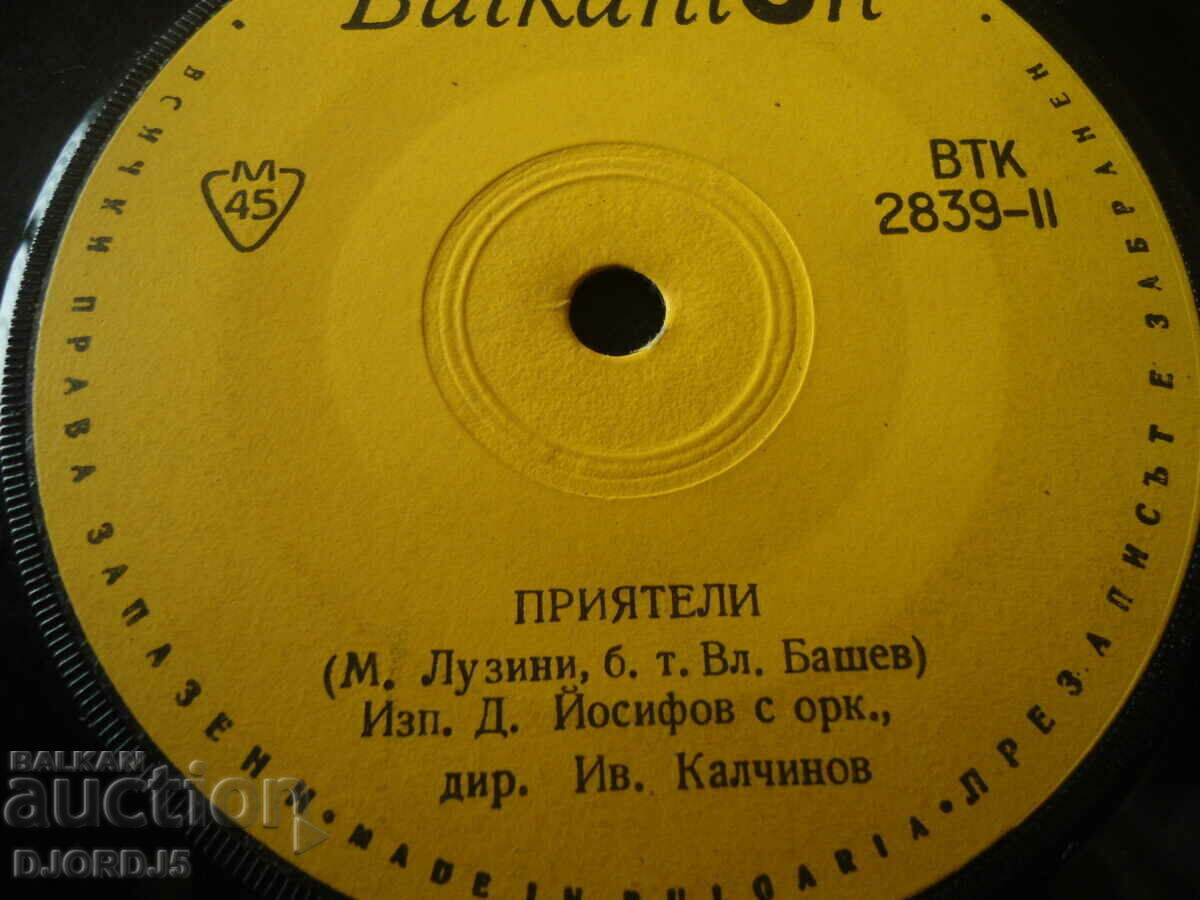 Balkanton
М
45
ВТК
2839-II
ПРИЯТЕЛИ
(М. Лузини, б. т. Вл. Башев)
Изп. Д. Йосифов с орк.,
дир. Ив. Калчинов
• ВСИЧКИ ПРАВА ЗАПАЗЕНИ • MADE IN BULGARIA • ПРЕЗАПИСЪТ Е ЗАБРАНЕН •
BALKAN
auction
DJORDJ5